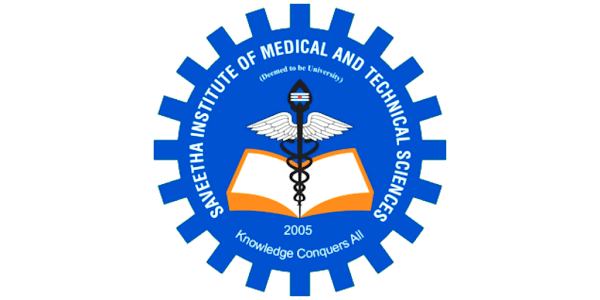 SAVEETHA INSTITUTE OF MEDICAL AND TECHNICAL SCIENCES
(Deemed to be University)
2005
Knowledge Conquers All